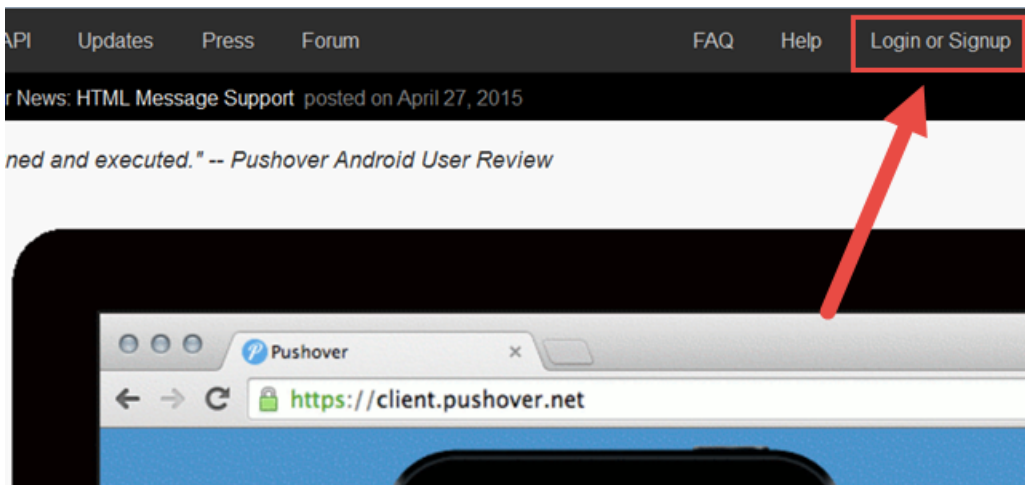 API Updates Press Forum FAQ Help Login or Signup
r News: HTML Message Support posted on April 27, 2015
ned and executed." -- Pushover Android User Review
Pushover
https://client.pushover.net